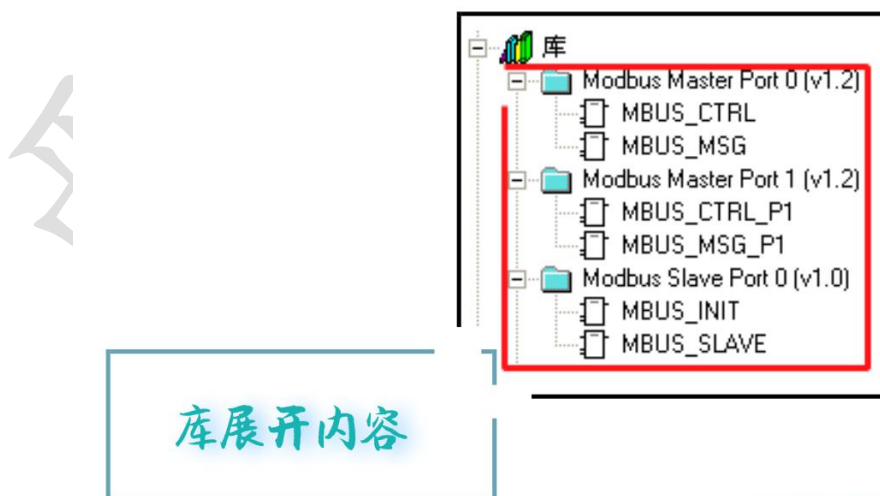 库
Modbus Master Port 0 (v1.2)
MBUS_CTRL
MBUS_MSG
Modbus Master Port 1 (v1.2)
MBUS_CTRL_P1
MBUS_MSG_P1
Modbus Slave Port 0 (v1.0)
MBUS_INIT
MBUS_SLAVE
库展开内容